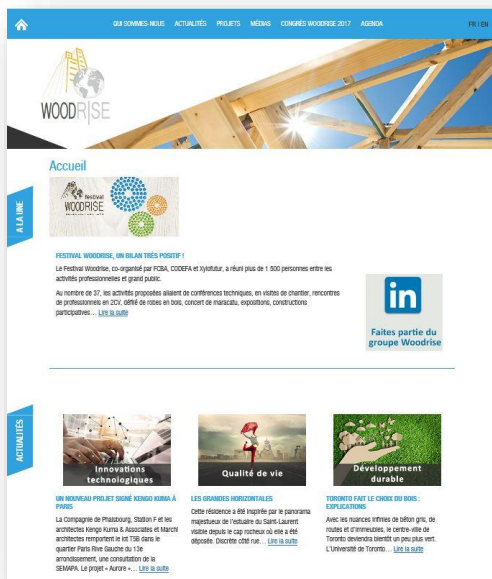 QUI SOMMES-NOUS ACTUALITÉS PROJETS MÉDIAS CONGRÈS WOODRISE 2017 AGENDA FR | EN
WOODRISE
Accueil
A LA UNE
festival
WOODRISE
FESTIVAL WOODRISE, UN BILAN TRÈS POSITIF !
Le Festival Woodrise, co-organisé par FCBA, CODEFA et Xylofutur, a réuni plus de 1 500 personnes entre les
activités professionnelles et grand public.
Au nombre de 37, les activités proposées allaient de conférences techniques, en visites de chantier, rencontres
de professionnels en 2CV, défilé de robes en bois, concert de maracatu, expositions, constructions
participatives… Lire la suite
in
Faites partie du
groupe Woodrise
ACTUALITÉS
Innovations
technologiques
UN NOUVEAU PROJET SIGNÉ KENGO KUMA À
PARIS
La Compagnie de Phalsbourg, Station F et les
architectes Kengo Kuma & Associates et Marchi
architectes remportent le lot T5B dans le
quartier Paris Rive Gauche du 13e
arrondissement, une consultation de la
SEMAPA. Le projet « Aurore »… Lire la suite
Qualité de vie
LES GRANDES HORIZONTALES
Cette résidence a été inspirée par le panorama
majestueux de l'estuaire du Saint-Laurent
visible depuis le cap rocheux où elle a été
déposée. Discrète côté rue… Lire la suite
Développement
durable
TORONTO FAIT LE CHOIX DU BOIS :
EXPLICATIONS
Avec les nuances infinies de béton gris, de
routes et d'immeubles, le centre-ville de
Toronto deviendra bientôt un peu plus vert.
L'Université de Toronto… Lire la suite